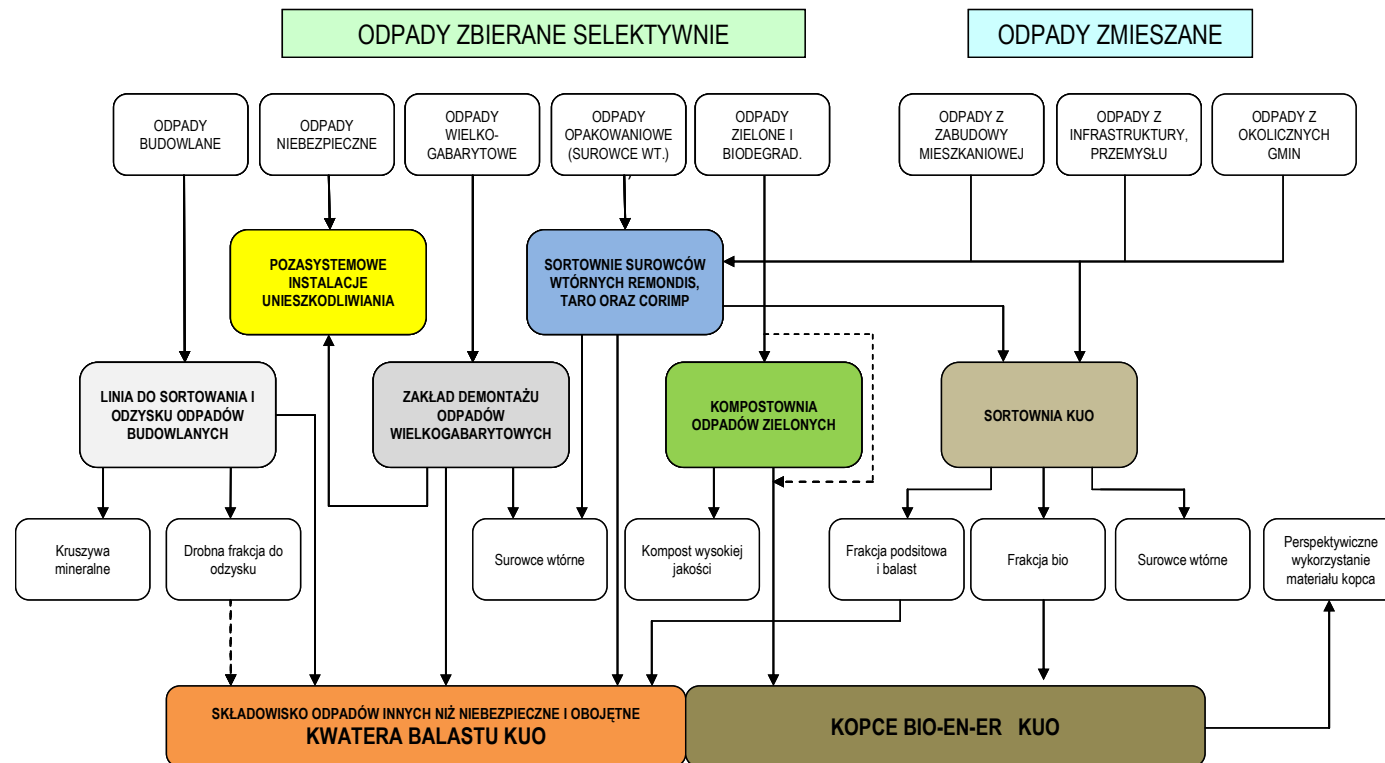 ODPADY ZBIERANE SELEKTYWNIE
ODPADY ZMIESZANE
ODPADY
BUDOWLANE
ODPADY
NIEBEZPIECZNE
ODPADY
WIELKO-
GABARYTOWE
ODPADY
OPAKOWANIOWE
(SUROWCE WT.)
ODPADY
ZIELONE I
BIODEGRAD.
ODPADY Z
ZABUDOWY
MIESZKANIOWEJ
ODPADY Z
INFRASTRUKTURY,
PRZEMYSŁU
ODPADY Z
OKOLICZNYCH
GMIN
POZASYSTEMOWE
INSTALACJE
UNIESZKODLIWIANIA
SORTOWNIE SUROWCÓW
WTÓRNYCH REMONDIS,
TARO ORAZ CORIMP
LINIA DO SORTOWANIA I
ODZYSKU ODPADÓW
BUDOWLANYCH
ZAKŁAD DEMONTAŻU
ODPADÓW
WIELKOGABARYTOWYCH
KOMPOSTOWNIA
ODPADÓW ZIELONYCH
SORTOWNIA KUO
Kruszywa
mineralne
Drobna frakcja do
odzysku
Surowce wtórne
Kompost wysokiej
jakości
Frakcja podsitowa
i balast
Frakcja bio
Surowce wtórne
Perspektywiczne
wykorzystanie
materiału kopca
SKŁADOWISKO ODPADÓW INNYCH NIŻ NIEBEZPIECZNE I OBOJĘTNE
KWATERA BALASTU KUO
KOPCE BIO-EN-ER KUO